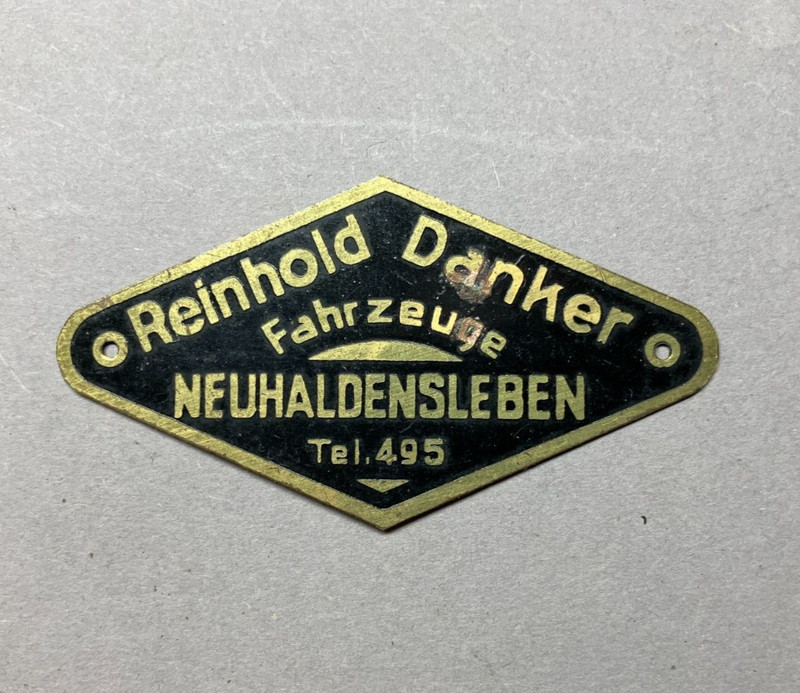 Reinhold Danker
Fahrzeuge
NEUHALDENSLEBEN
Tel. 495